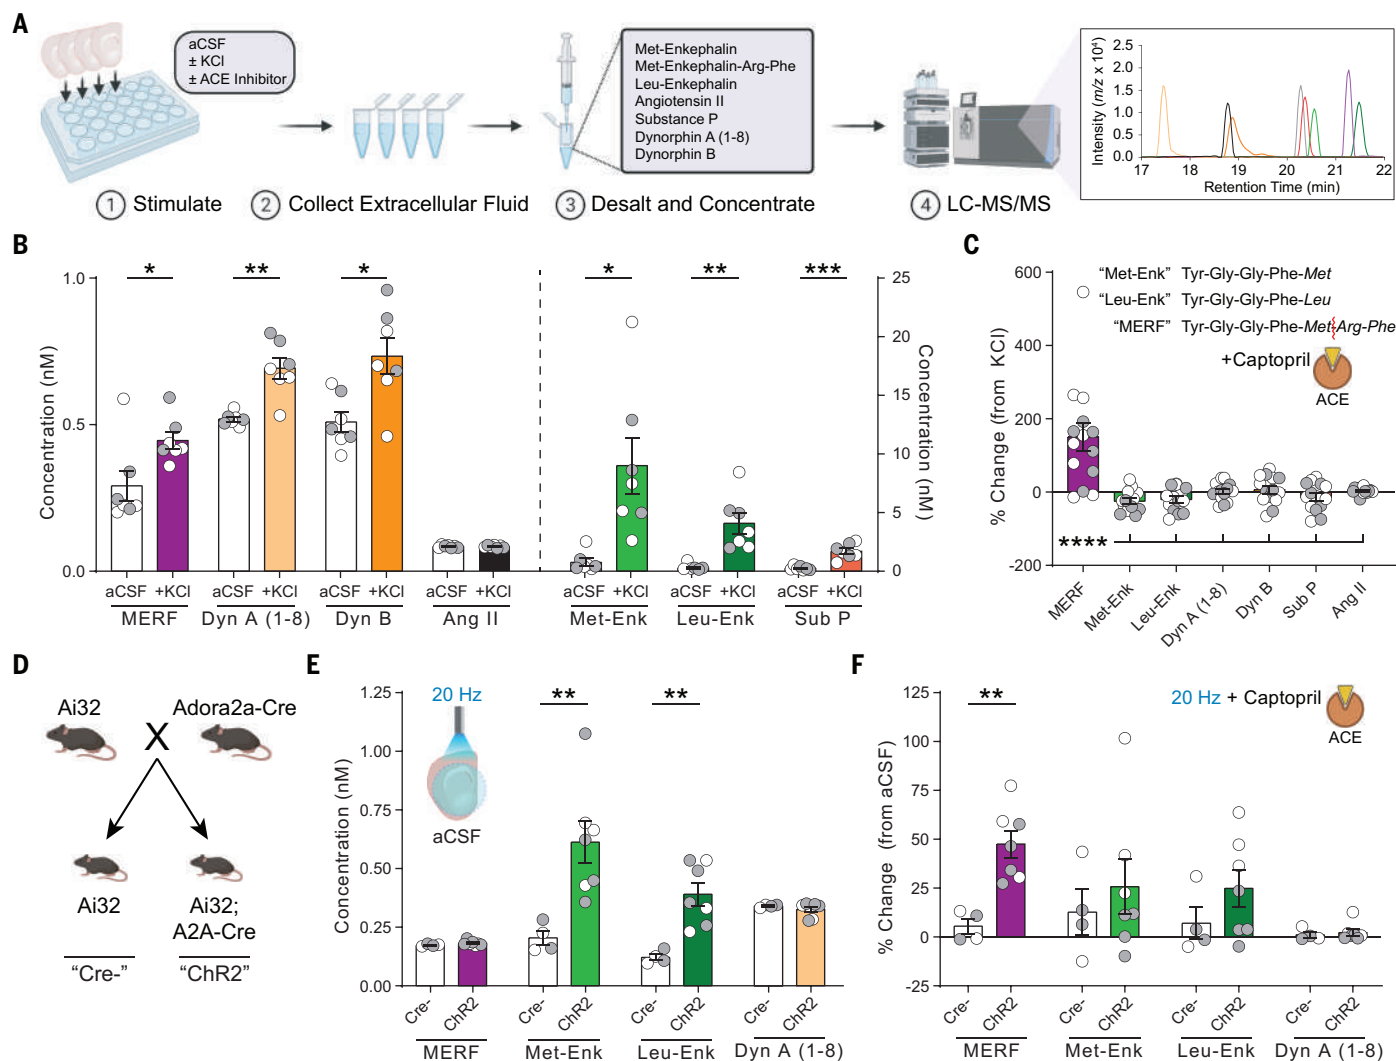 A
aCSF
± KCl
± ACE Inhibitor
Met-Enkephalin
Met-Enkephalin-Arg-Phe
Leu-Enkephalin
Angiotensin II
Substance P
Dynorphin A (1-8)
Dynorphin B
Intensity (m/z x 10⁴)
2.5
2.0
1.5
1.0
0.5
0.0
17 18 19 20 21 22
Retention Time (min)
1 Stimulate
2 Collect Extracellular Fluid
3 Desalt and Concentrate
4 LC-MS/MS
B
* ** * * ** ***
Concentration (nM)
1.0
0.5
0.0
25
20
15
10
5
0
Concentration (nM)
aCSF +KCl aCSF +KCl aCSF +KCl aCSF +KCl aCSF +KCl aCSF +KCl aCSF +KCl
MERF Dyn A (1-8) Dyn B Ang II Met-Enk Leu-Enk Sub P
C
% Change (from KCl)
600
400
200
0
-200
“Met-Enk” Tyr-Gly-Gly-Phe-Met
“Leu-Enk” Tyr-Gly-Gly-Phe-Leu
“MERF” Tyr-Gly-Gly-Phe-Met-Arg-Phe
+Captopril
ACE
****
MERF Met-Enk Leu-Enk Dyn A (1-8) Dyn B Sub P Ang II
D
Ai32 X Adora2a-Cre
Ai32 Ai32;
A2A-Cre
“Cre-” “ChR2”
E
Concentration (nM)
1.25
1.00
0.75
0.50
0.25
0.00
20 Hz
aCSF
** **
Cre- ChR2 Cre- ChR2 Cre- ChR2 Cre- ChR2
MERF Met-Enk Leu-Enk Dyn A (1-8)
F
% Change (from aCSF)
125
100
75
50
25
0
-25
20 Hz + Captopril
ACE
**
Cre- ChR2 Cre- ChR2 Cre- ChR2 Cre- ChR2
MERF Met-Enk Leu-Enk Dyn A (1-8)